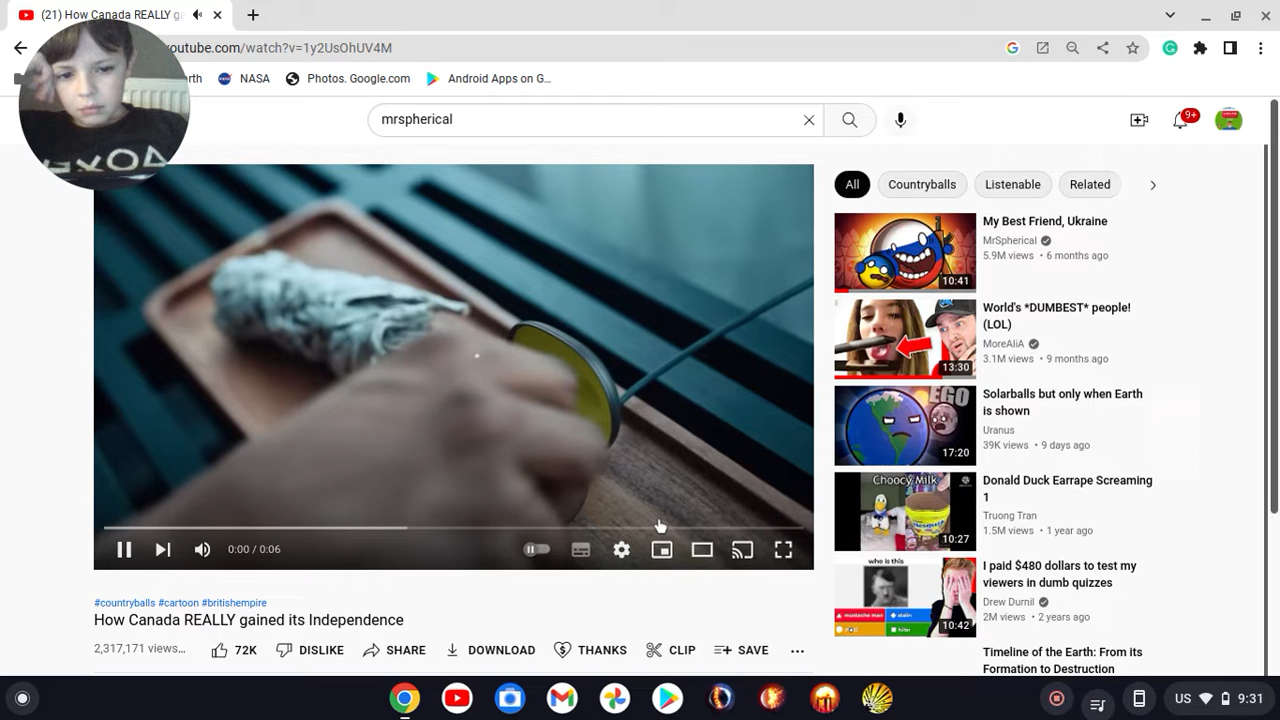 (21) How Canada REALLY ga
outube.com/watch?v=1y2UsOhUV4M
arth NASA Photos. Google.com Android Apps on G...
mrspherical
9+
All Countryballs Listenable Related
My Best Friend, Ukraine
MrSpherical
5.9M views • 6 months ago
10:41
World's *DUMBEST* people!
(LOL)
MoreAliA
3.1M views • 9 months ago
13:30
Solarballs but only when Earth
is shown
Uranus
39K views • 9 days ago
EGO
17:20
Donald Duck Earrape Screaming
1
Truong Tran
1.5M views • 1 year ago
Choocy Milk
10:27
I paid $480 dollars to test my
viewers in dumb quizzes
Drew Durnil
2M views • 2 years ago
who is this
mustache man
stalin
hitler
10:42
Timeline of the Earth: From its
Formation to Destruction
0:00 / 0:06
#countryballs #cartoon #britishempire
How Canada REALLY gained its Independence
2,317,171 views...
72K DISLIKE SHARE DOWNLOAD THANKS CLIP SAVE
US 9:31